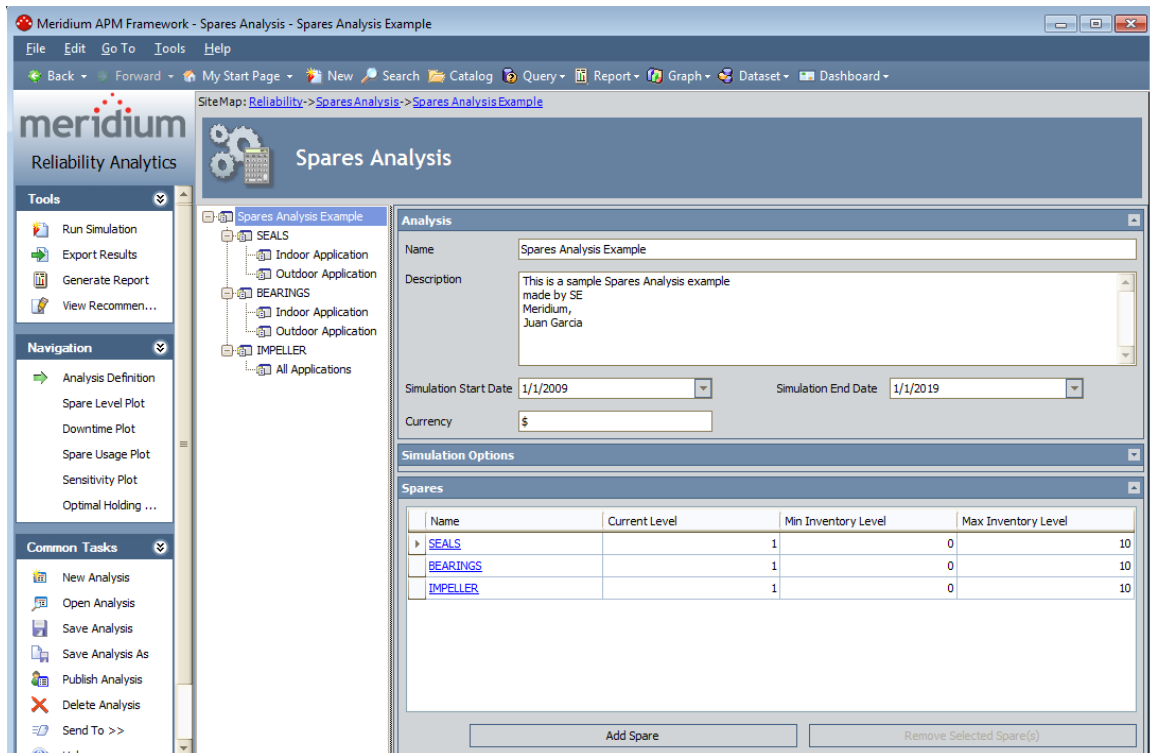 Meridium APM Framework - Spares Analysis - Spares Analysis Example
File Edit Go To Tools Help
Back Forward My Start Page New Search Catalog Query Report Graph Dataset Dashboard
SiteMap: Reliability->Spares Analysis->Spares Analysis Example
meridium
Reliability Analytics
Spares Analysis
Tools
Run Simulation
Export Results
Generate Report
View Recommen...
Navigation
Analysis Definition
Spare Level Plot
Downtime Plot
Spare Usage Plot
Sensitivity Plot
Optimal Holding ...
Common Tasks
New Analysis
Open Analysis
Save Analysis
Save Analysis As
Publish Analysis
Delete Analysis
Send To >>
Spares Analysis Example
SEALS
Indoor Application
Outdoor Application
BEARINGS
Indoor Application
Outdoor Application
IMPELLER
All Applications
Analysis
Name Spares Analysis Example
Description This is a sample Spares Analysis example
made by SE
Meridium,
Juan Garcia
Simulation Start Date 1/1/2009 Simulation End Date 1/1/2019
Currency $
Simulation Options
Spares
Name Current Level Min Inventory Level Max Inventory Level
SEALS 1 0 10
BEARINGS 1 0 10
IMPELLER 1 0 10
Add Spare Remove Selected Spare(s)